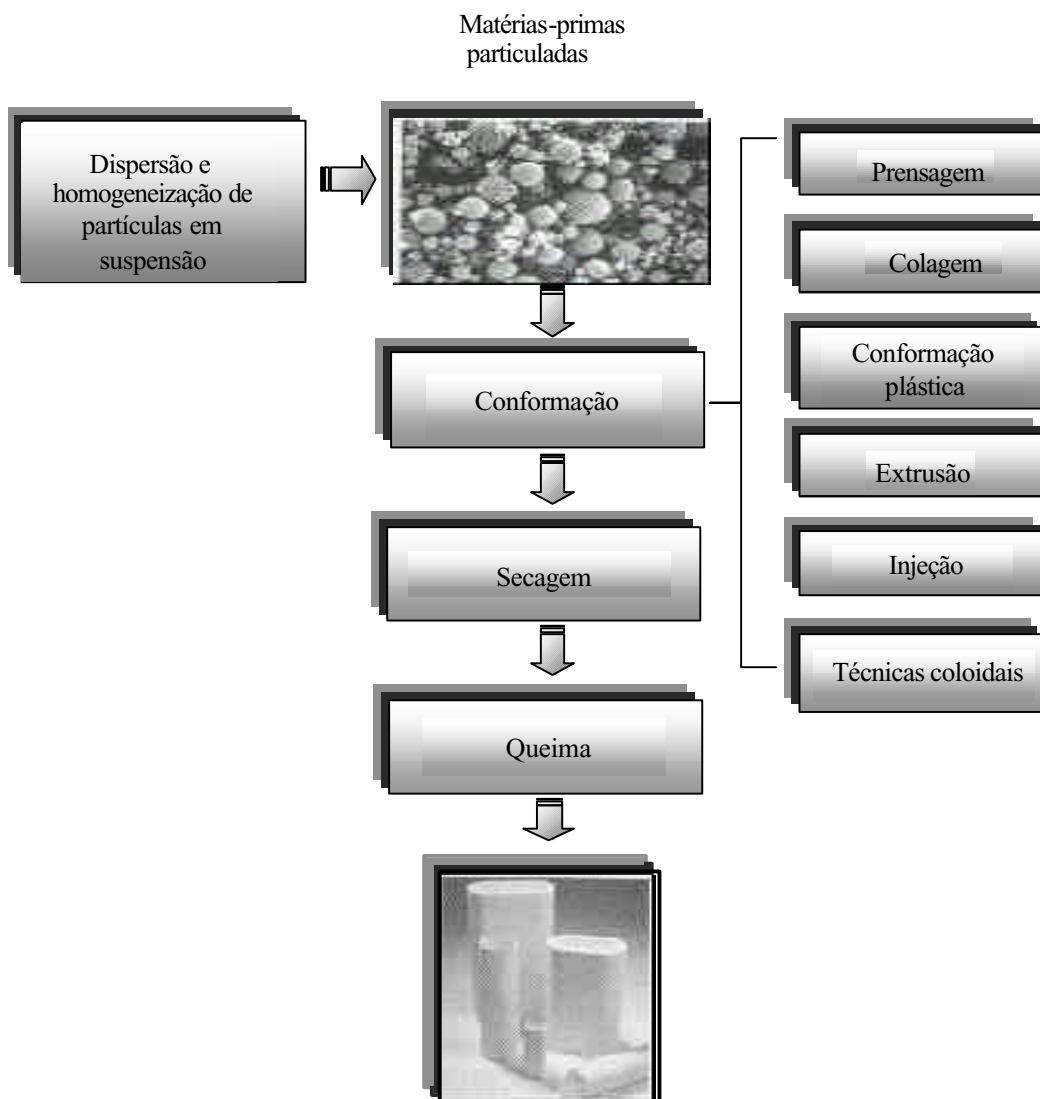 Matérias-primas
particuladas
Dispersão e
homogeneização de
partículas em
suspensão
Conformação
Secagem
Queima
Prensagem
Colagem
Conformação
plástica
Extrusão
Injeção
Técnicas coloidais